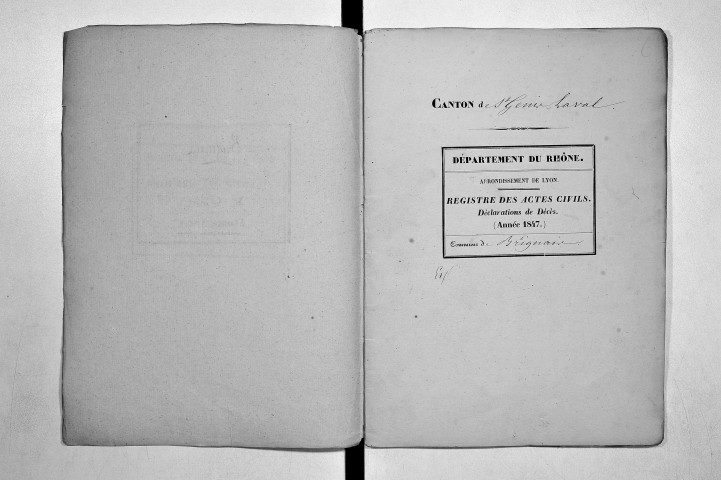 CANTON de St Genis Laval.
DÉPARTEMENT DU RHÔNE.
ARRONDISSEMENT DE LYON.
REGISTRE DES ACTES CIVILS.
Déclarations de Décès.
(Année 1847.)
Commune de Brignais